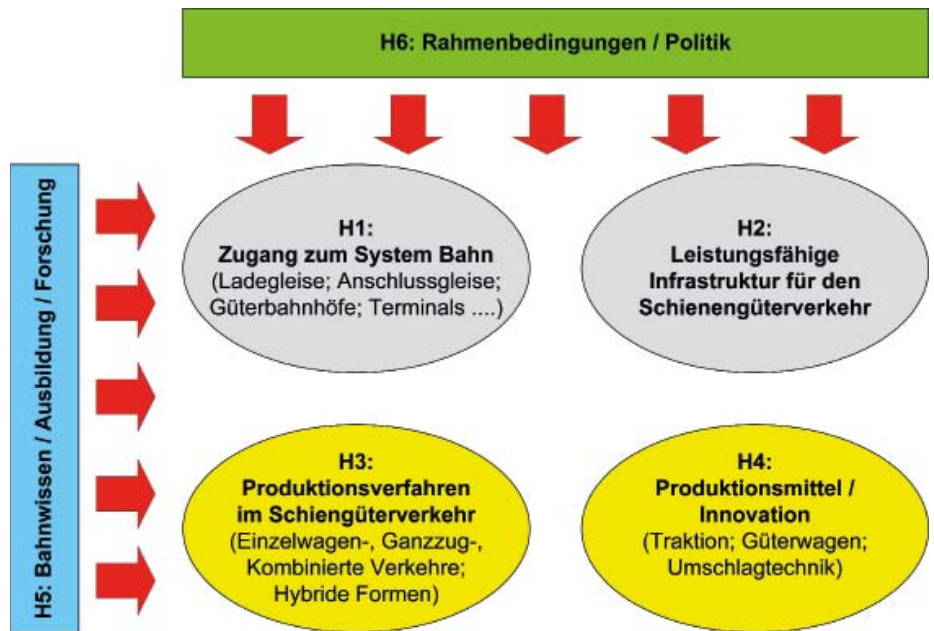 H6: Rahmenbedingungen / Politik
H5: Bahnwissen / Ausbildung / Forschung
H1:
Zugang zum System Bahn
(Ladegleise; Anschlussgleise;
Güterbahnhöfe; Terminals ....)
H2:
Leistungsfähige
Infrastruktur für den
Schienengüterverkehr
H3:
Produktionsverfahren
im Schiengüterverkehr
(Einzelwagen-, Ganzzug-,
Kombinierte Verkehre;
Hybride Formen)
H4:
Produktionsmittel /
Innovation
(Traktion; Güterwagen;
Umschlagtechnik)